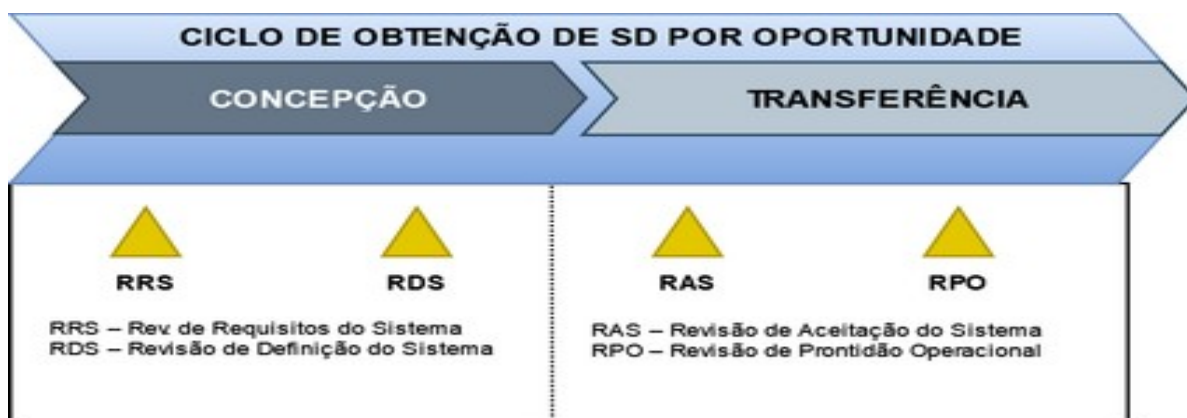 CICLO DE OBTENÇÃO DE SD POR OPORTUNIDADE
CONCEPÇÃO
TRANSFERÊNCIA
RRS
RDS
RAS
RPO
RRS – Rev. de Requisitos do Sistema
RDS – Revisão de Definição do Sistema
RAS – Revisão de Aceitação do Sistema
RPO – Revisão de Prontidão Operacional